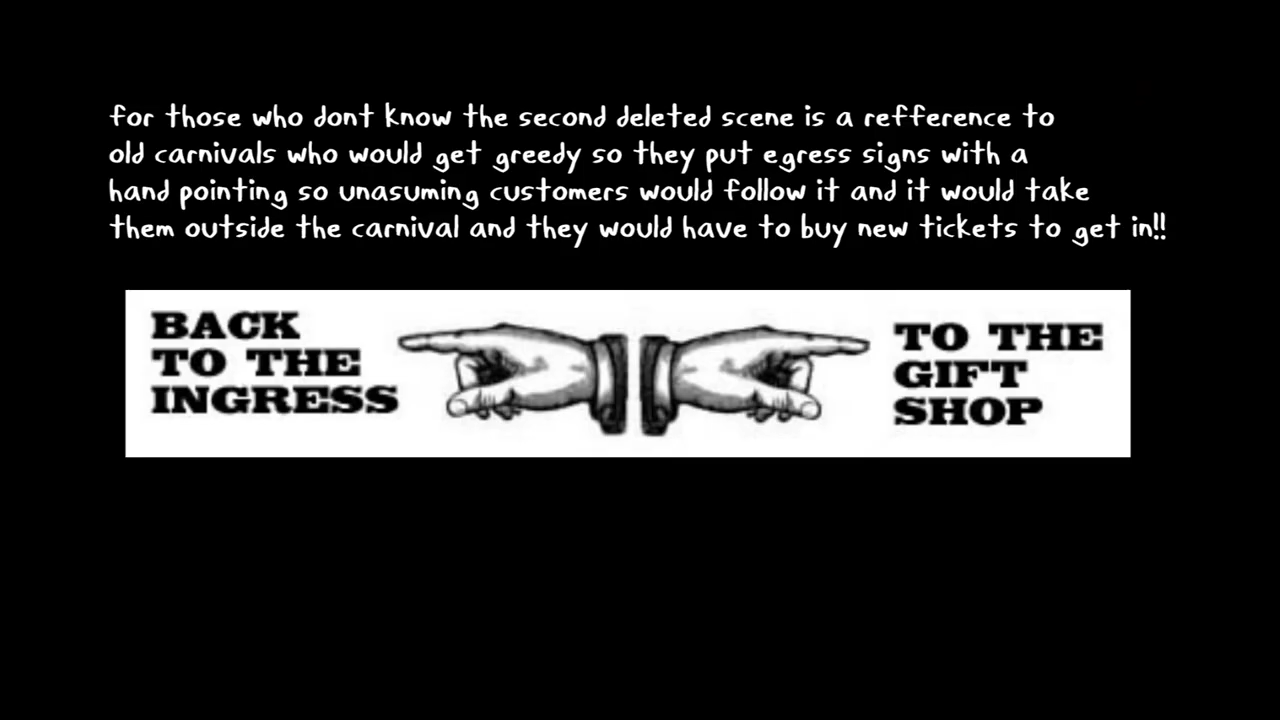 for those who dont know the second deleted scene is a refference to
old carnivals who would get greedy so they put egress signs with a
hand pointing so unasuming customers would follow it and it would take
them outside the carnival and they would have to buy new tickets to get in!!
BACK
TO THE
INGRESS
TO THE
GIFT
SHOP